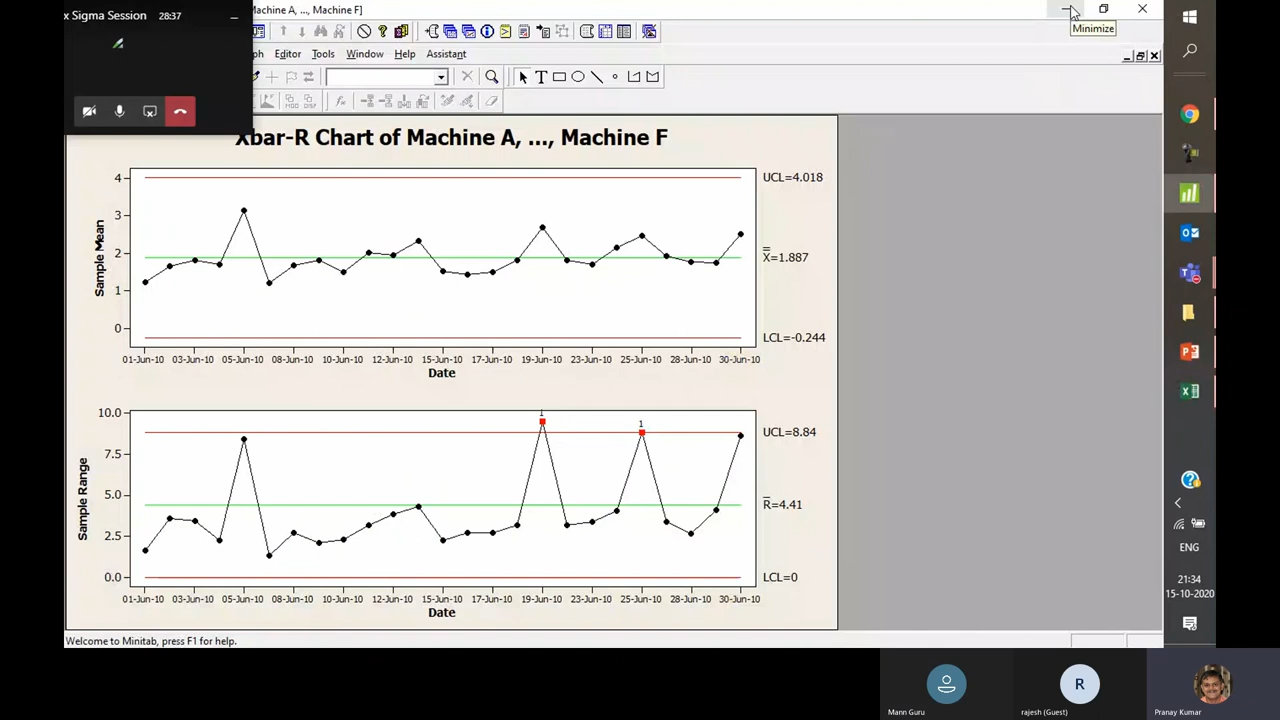 x Sigma Session 28:37
Machine A, ..., Machine F]
Minimize
ph Editor Tools Window Help Assistant
Xbar-R Chart of Machine A, ..., Machine F
Sample Mean
4
3
2
1
0
UCL=4.018
X=1.887
LCL=-0.244
01-Jun-10 03-Jun-10 05-Jun-10 08-Jun-10 10-Jun-10 12-Jun-10 15-Jun-10 17-Jun-10 19-Jun-10 23-Jun-10 25-Jun-10 28-Jun-10 30-Jun-10
Date
Sample Range
10.0
7.5
5.0
2.5
0.0
1
1
UCL=8.84
R=4.41
LCL=0
01-Jun-10 03-Jun-10 05-Jun-10 08-Jun-10 10-Jun-10 12-Jun-10 15-Jun-10 17-Jun-10 19-Jun-10 23-Jun-10 25-Jun-10 28-Jun-10 30-Jun-10
Date
Welcome to Minitab, press F1 for help.
ENG
21:34
15-10-2020
Mann Guru
R
rajesh (Guest)
Pranay Kumar